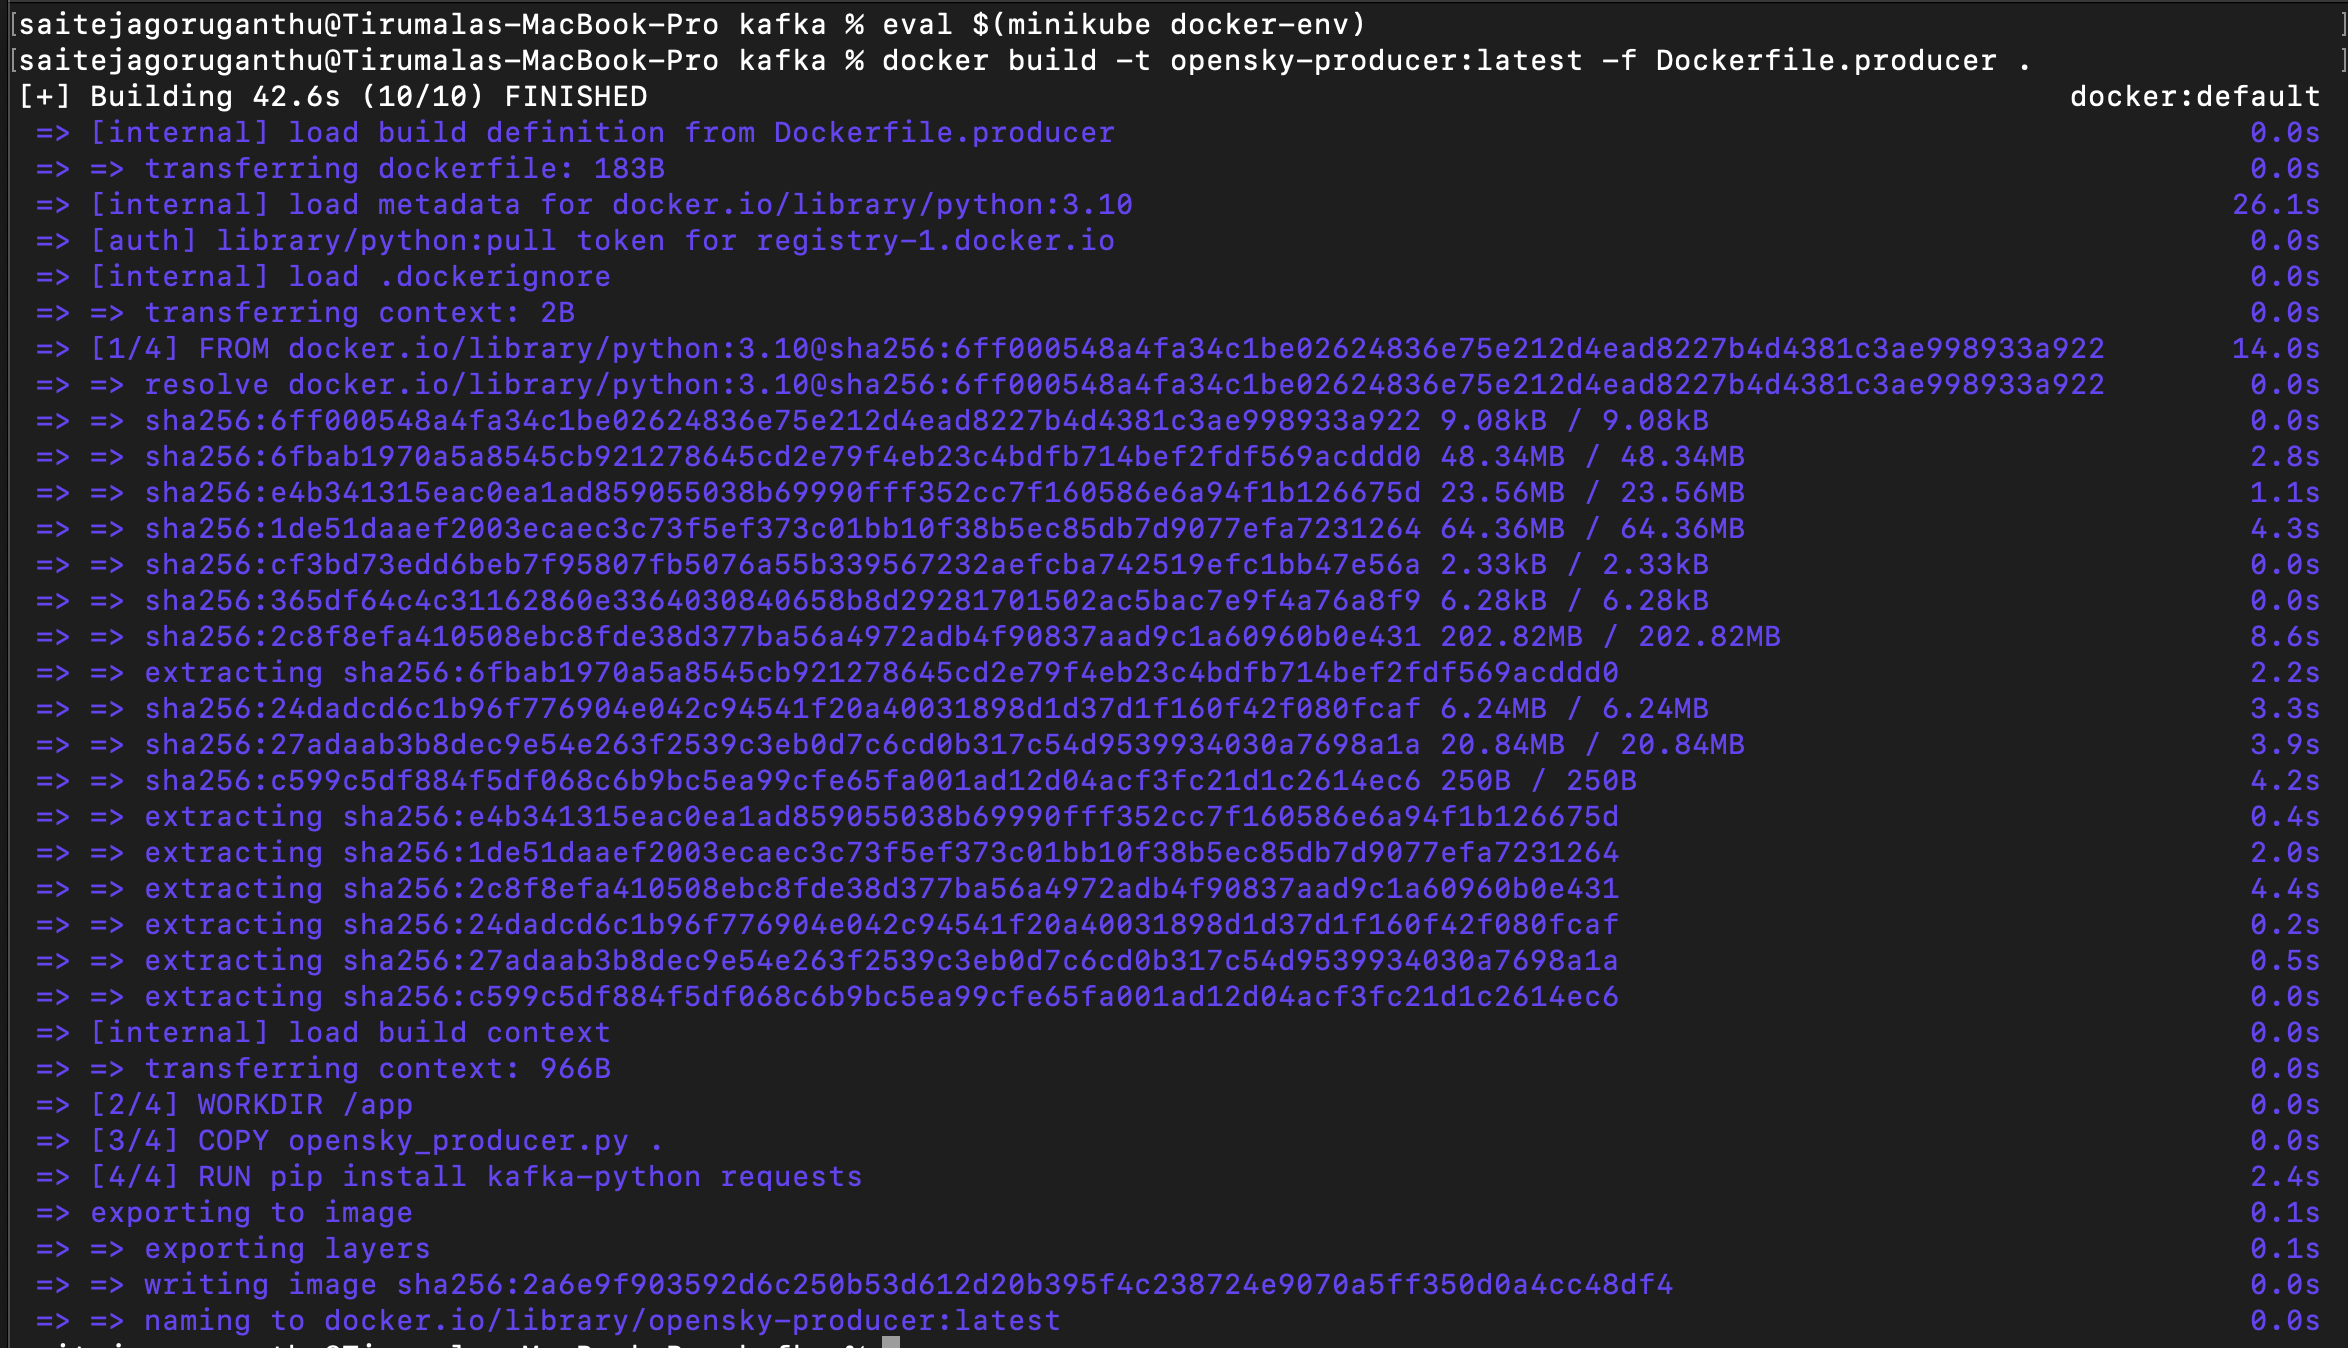 [saitejagoruganthu@Tirumalas-MacBook-Pro kafka % eval $(minikube docker-env) ]
[saitejagoruganthu@Tirumalas-MacBook-Pro kafka % docker build -t opensky-producer:latest -f Dockerfile.producer . ]
[+] Building 42.6s (10/10) FINISHED docker:default
=> [internal] load build definition from Dockerfile.producer 0.0s
=> => transferring dockerfile: 183B 0.0s
=> [internal] load metadata for docker.io/library/python:3.10 26.1s
=> [auth] library/python:pull token for registry-1.docker.io 0.0s
=> [internal] load .dockerignore 0.0s
=> => transferring context: 2B 0.0s
=> [1/4] FROM docker.io/library/python:3.10@sha256:6ff000548a4fa34c1be02624836e75e212d4ead8227b4d4381c3ae998933a922 14.0s
=> => resolve docker.io/library/python:3.10@sha256:6ff000548a4fa34c1be02624836e75e212d4ead8227b4d4381c3ae998933a922 0.0s
=> => sha256:6ff000548a4fa34c1be02624836e75e212d4ead8227b4d4381c3ae998933a922 9.08kB / 9.08kB 0.0s
=> => sha256:6fbab1970a5a8545cb921278645cd2e79f4eb23c4bdfb714bef2fdf569acddd0 48.34MB / 48.34MB 2.8s
=> => sha256:e4b341315eac0ea1ad859055038b69990fff352cc7f160586e6a94f1b126675d 23.56MB / 23.56MB 1.1s
=> => sha256:1de51daaef2003ecaec3c73f5ef373c01bb10f38b5ec85db7d9077efa7231264 64.36MB / 64.36MB 4.3s
=> => sha256:cf3bd73edd6beb7f95807fb5076a55b339567232aefcba742519efc1bb47e56a 2.33kB / 2.33kB 0.0s
=> => sha256:365df64c4c31162860e3364030840658b8d29281701502ac5bac7e9f4a76a8f9 6.28kB / 6.28kB 0.0s
=> => sha256:2c8f8efa410508ebc8fde38d377ba56a4972adb4f90837aad9c1a60960b0e431 202.82MB / 202.82MB 8.6s
=> => extracting sha256:6fbab1970a5a8545cb921278645cd2e79f4eb23c4bdfb714bef2fdf569acddd0 2.2s
=> => sha256:24dadcd6c1b96f776904e042c94541f20a40031898d1d37d1f160f42f080fcaf 6.24MB / 6.24MB 3.3s
=> => sha256:27adaab3b8dec9e54e263f2539c3eb0d7c6cd0b317c54d9539934030a7698a1a 20.84MB / 20.84MB 3.9s
=> => sha256:c599c5df884f5df068c6b9bc5ea99cfe65fa001ad12d04acf3fc21d1c2614ec6 250B / 250B 4.2s
=> => extracting sha256:e4b341315eac0ea1ad859055038b69990fff352cc7f160586e6a94f1b126675d 0.4s
=> => extracting sha256:1de51daaef2003ecaec3c73f5ef373c01bb10f38b5ec85db7d9077efa7231264 2.0s
=> => extracting sha256:2c8f8efa410508ebc8fde38d377ba56a4972adb4f90837aad9c1a60960b0e431 4.4s
=> => extracting sha256:24dadcd6c1b96f776904e042c94541f20a40031898d1d37d1f160f42f080fcaf 0.2s
=> => extracting sha256:27adaab3b8dec9e54e263f2539c3eb0d7c6cd0b317c54d9539934030a7698a1a 0.5s
=> => extracting sha256:c599c5df884f5df068c6b9bc5ea99cfe65fa001ad12d04acf3fc21d1c2614ec6 0.0s
=> [internal] load build context 0.0s
=> => transferring context: 966B 0.0s
=> [2/4] WORKDIR /app 0.0s
=> [3/4] COPY opensky_producer.py . 0.0s
=> [4/4] RUN pip install kafka-python requests 2.4s
=> exporting to image 0.1s
=> => exporting layers 0.1s
=> => writing image sha256:2a6e9f903592d6c250b53d612d20b395f4c238724e9070a5ff350d0a4cc48df4 0.0s
=> => naming to docker.io/library/opensky-producer:latest 0.0s